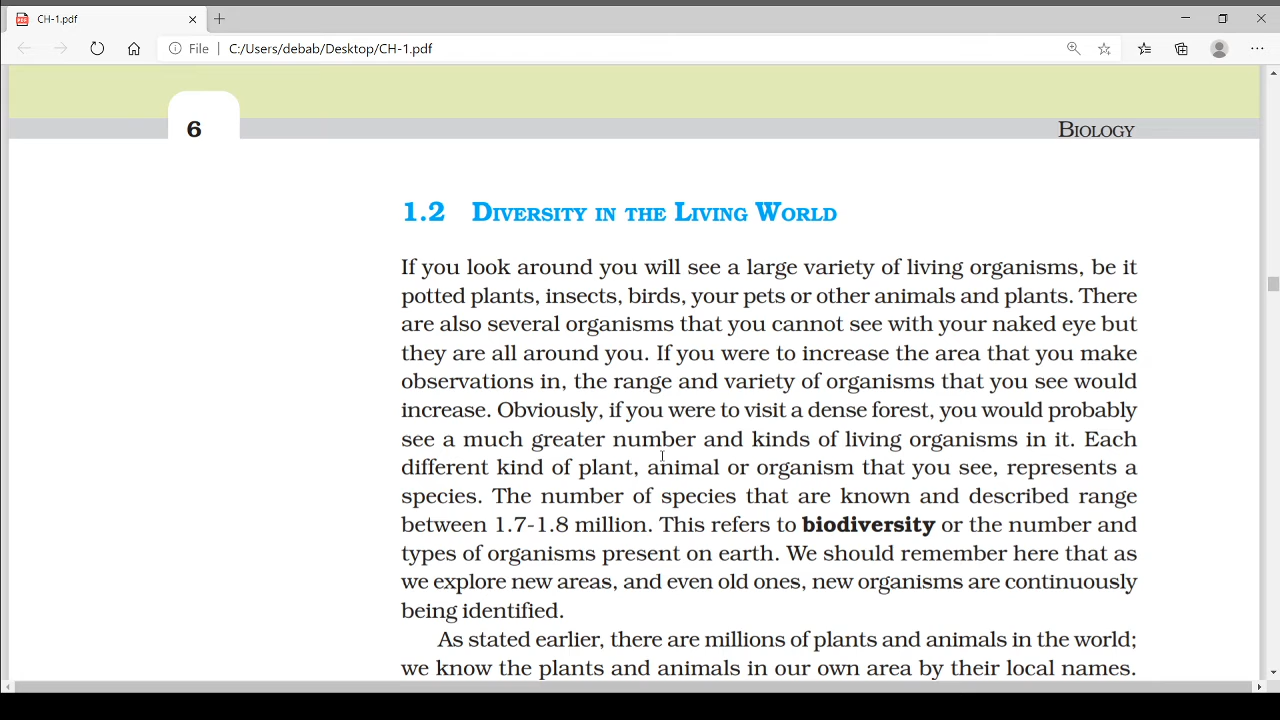 CH-1.pdf
File | C:/Users/debab/Desktop/CH-1.pdf
6
BIOLOGY
1.2 DIVERSITY IN THE LIVING WORLD
If you look around you will see a large variety of living organisms, be it
potted plants, insects, birds, your pets or other animals and plants. There
are also several organisms that you cannot see with your naked eye but
they are all around you. If you were to increase the area that you make
observations in, the range and variety of organisms that you see would
increase. Obviously, if you were to visit a dense forest, you would probably
see a much greater number and kinds of living organisms in it. Each
different kind of plant, animal or organism that you see, represents a
species. The number of species that are known and described range
between 1.7-1.8 million. This refers to biodiversity or the number and
types of organisms present on earth. We should remember here that as
we explore new areas, and even old ones, new organisms are continuously
being identified.
As stated earlier, there are millions of plants and animals in the world;
we know the plants and animals in our own area by their local names.